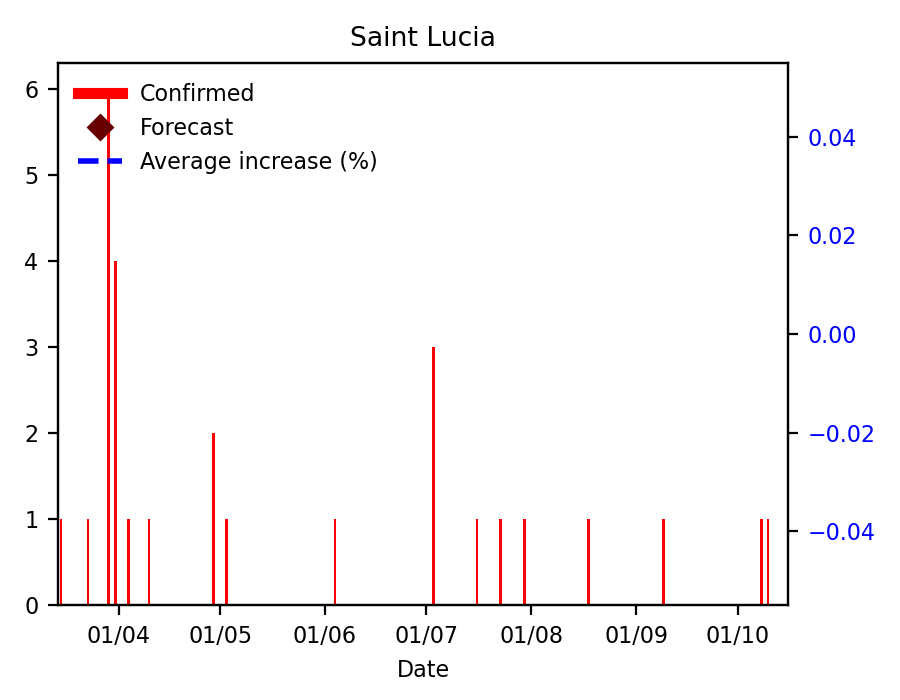 Saint Lucia
Confirmed
Forecast
Average increase (%)
6
5
4
3
2
1
0
0.04
0.02
0.00
−0.02
−0.04
01/04 01/05 01/06 01/07 01/08 01/09 01/10
Date